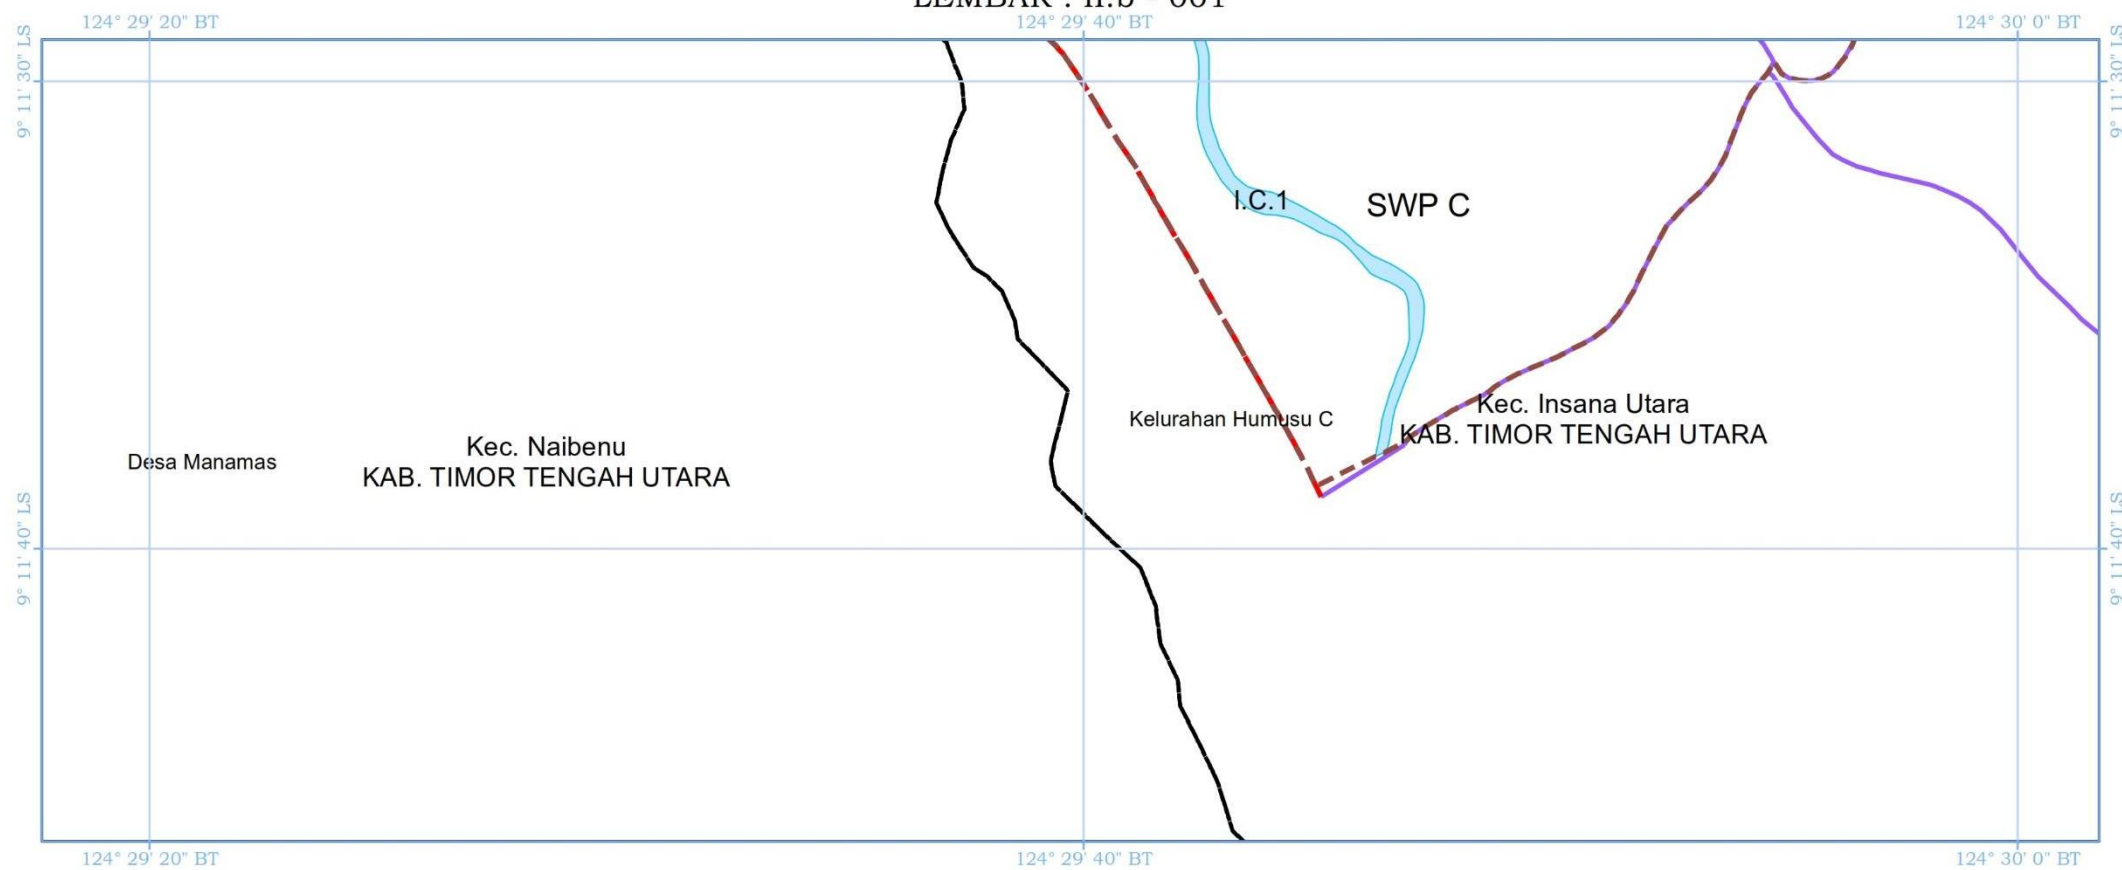 LEMBAR : II.b - 001
124° 29' 20" BT
124° 29' 40" BT
124° 30' 0" BT
9° 11' 30" LS
9° 11' 30" LS
I.C.1
SWP C
Kelurahan Humusu C
Kec. Insana Utara
KAB. TIMOR TENGAH UTARA
Desa Manamas
Kec. Naibenu
KAB. TIMOR TENGAH UTARA
9° 11' 40" LS
9° 11' 40" LS
124° 29' 20" BT
124° 29' 40" BT
124° 30' 0" BT